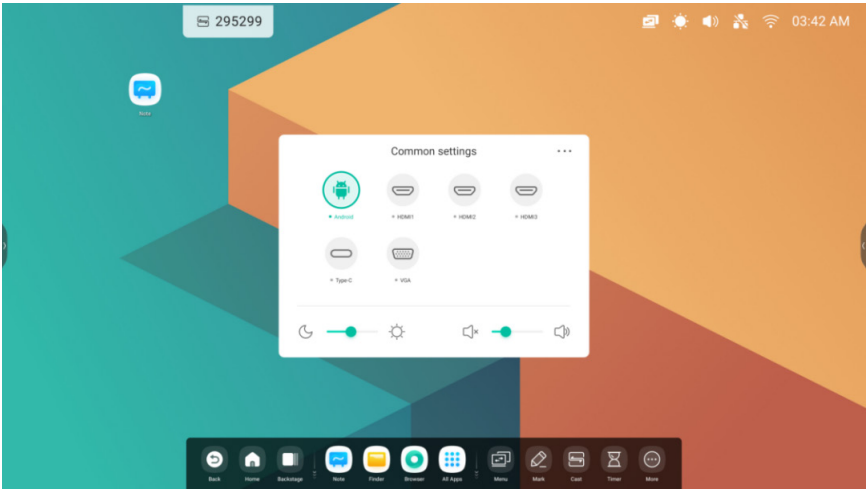 295299
03:42 AM
Note
Common settings
Android
HDMI1
HDMI2
HDMI3
Type-C
VGA
Back
Home
Backstage
Note
Finder
Browser
All Apps
Menu
Mark
Cast
Timer
More